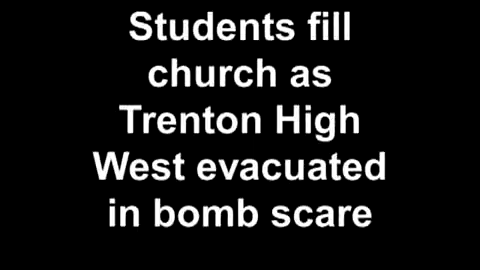 Students fill
church as
Trenton High
West evacuated
in bomb scare